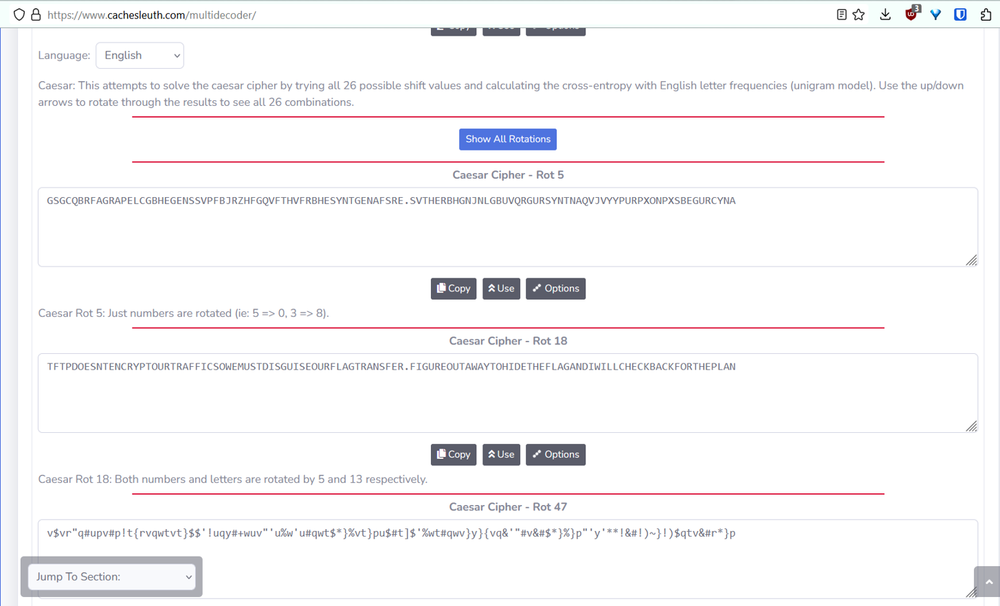 https://www.cachesleuth.com/multidecoder/
3
Language: English
Caesar: This attempts to solve the caesar cipher by trying all 26 possible shift values and calculating the cross-entropy with English letter frequencies (unigram model). Use the up/down
arrows to rotate through the results to see all 26 combinations.
Show All Rotations
Caesar Cipher - Rot 5
GSGCQBRFAGRAPELCGBHEGENSSVPFBJRZHFGQVFTHVFRBHESYNTGENAFSRE.SVTHERBHGNJNLGBUVQRGURSYNTNAQVJVYYPURPXONPXSBEGURCYNA
Copy Use Options
Caesar Rot 5: Just numbers are rotated (ie: 5 => 0, 3 => 8).
Caesar Cipher - Rot 18
TFTPDOESNTENCRYPTOURTRAFFICSOWEMUSTDISGUISEOURFLAGTRANSFER.FIGUREOUTAWAYTOHIDETHEFLAGANDIWILLCHECKBACKFORTHEPLAN
Copy Use Options
Caesar Rot 18: Both numbers and letters are rotated by 5 and 13 respectively.
Caesar Cipher - Rot 47
v$vr"q#upv#p!t{rvqwtvt}$$'!uqy#+wuv"'u%w'u#qwt$*}%vt}pu$#t]$'%wt#qwv}y}{vq&'"#v&#$*}%}p"'y'**!&#!)~}!)$qtv&#r*}p
Jump To Section: